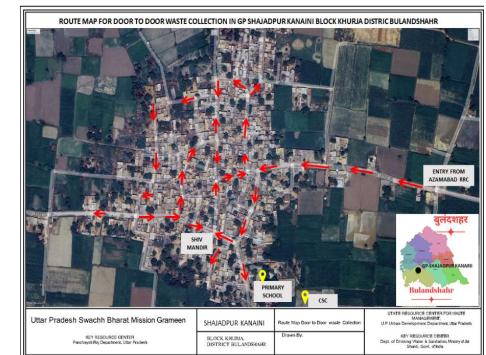 ROUTE MAP FOR DOOR TO DOOR WASTE COLLECTION IN GP SHAJADPUR KANAINI BLOCK KHURJA DISTRIC BULANDSHAHR
ENTRY FROM
AZAMABAD RRC
बुलंदशहर
GP-SHAJADPUR KANAINI
Bulandshahr
SHIV
MANDIR
PRIMARY
SCHOOL
CSC
Uttar Pradesh Swachh Bharat Mission Grameen
KEY RESOURCE CENTER
Panchayati Raj Department, Uttar Pradesh
SHAJADPUR KANAINI
BLOCK KHURJA,
DISTRICT BULANDSHAHR
Route Map Door to Door waste Collection
Drawn By:
STATE RESOURCE CENTER FOR WASTE
MANAGEMENT,
U.P. Urban Development Department, Uttar Pradesh
KEY RESOURCE CENTER,
Dept. of Drinking Water & Sanitation, Ministry of Jal
Shakti, Govt. of India